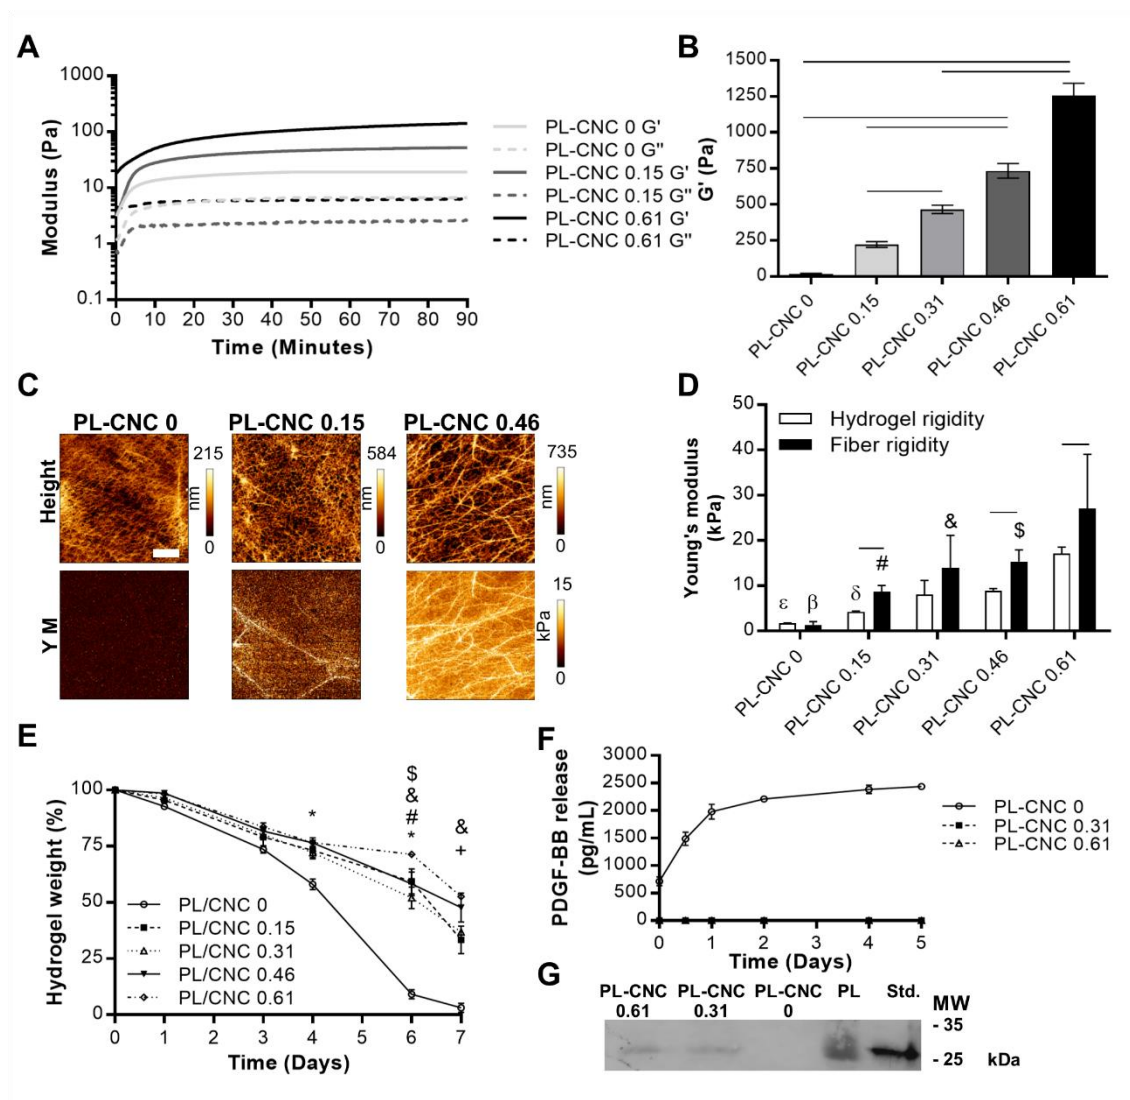 A
Modulus (Pa)
1000
100
10
1
0.1
0 10 20 30 40 50 60 70 80 90
Time (Minutes)
PL-CNC 0 G'
PL-CNC 0 G"
PL-CNC 0.15 G'
PL-CNC 0.15 G"
PL-CNC 0.61 G'
PL-CNC 0.61 G"
B
G' (Pa)
1500
1250
1000
750
500
250
0
PL-CNC 0
PL-CNC 0.15
PL-CNC 0.31
PL-CNC 0.46
PL-CNC 0.61
C
PL-CNC 0 PL-CNC 0.15 PL-CNC 0.46
Height
215
nm
0
584
nm
0
735
nm
0
Y M
15
kPa
0
D
Young's modulus
(kPa)
50
40
30
20
10
0
Hydrogel rigidity
Fiber rigidity
ε β δ # & $
PL-CNC 0
PL-CNC 0.15
PL-CNC 0.31
PL-CNC 0.46
PL-CNC 0.61
E
Hydrogel weight (%)
100
75
50
25
0
0 1 2 3 4 5 6 7
Time (Days)
PL/CNC 0
PL/CNC 0.15
PL/CNC 0.31
PL/CNC 0.46
PL/CNC 0.61
*
$
&
#
*
&
+
F
PDGF-BB release
(pg/mL)
3000
2500
2000
1500
1000
500
0
0 1 2 3 4 5
Time (Days)
PL-CNC 0
PL-CNC 0.31
PL-CNC 0.61
G
PL-CNC PL-CNC PL-CNC PL Std.
0.61 0.31 0
MW
- 35
- 25 kDa